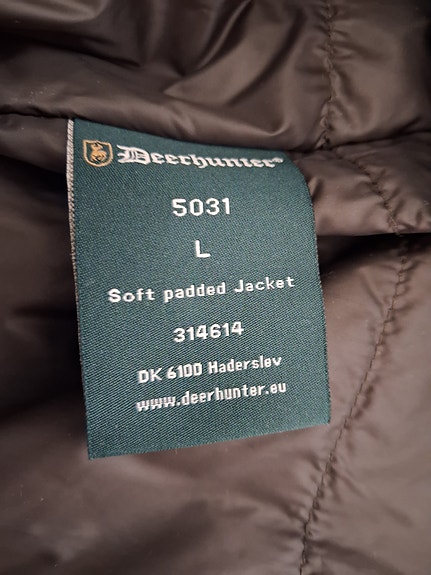 Deerhunter®
5031
L
Soft padded Jacket
314614
DK 6100 Haderslev
www.deerhunter.eu